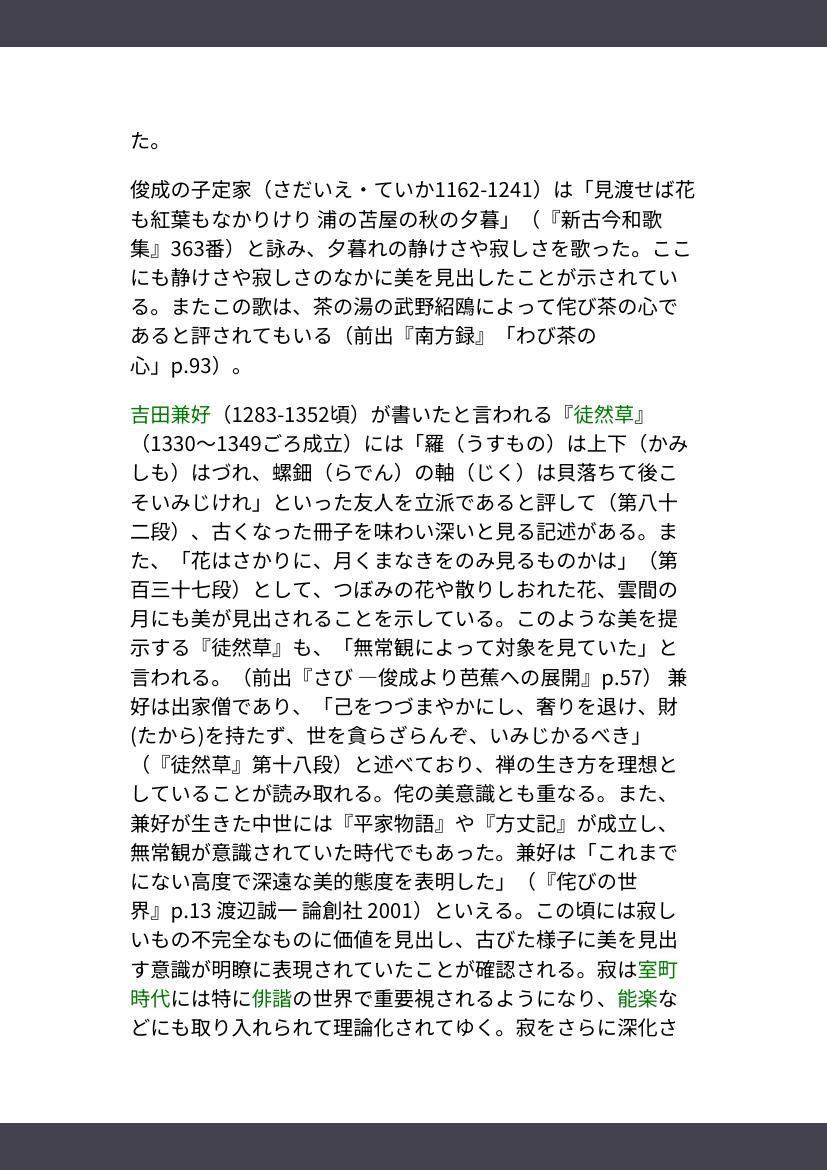 た。
俊成の子定家（さだいえ・ていか1162-1241）は「見渡せば花
も紅葉もなかりけり 浦の苫屋の秋の夕暮」（『新古今和歌
集』363番）と詠み、夕暮れの静けさや寂しさを歌った。ここ
にも静けさや寂しさのなかに美を見出したことが示されてい
る。またこの歌は、茶の湯の武野紹鴎によって侘び茶の心で
あると評されてもいる（前出『南方録』「わび茶の
心」p.93）。
吉田兼好（1283-1352頃）が書いたと言われる『徒然草』
（1330〜1349ごろ成立）には「羅（うすもの）は上下（かみ
しも）はづれ、螺鈿（らでん）の軸（じく）は貝落ちて後こ
そいみじけれ」といった友人を立派であると評して（第八十
二段）、古くなった冊子を味わい深いと見る記述がある。ま
た、「花はさかりに、月くまなきをのみ見るものかは」（第
百三十七段）として、つぼみの花や散りしおれた花、雲間の
月にも美が見出されることを示している。このような美を提
示する『徒然草』も、「無常観によって対象を見ていた」と
言われる。（前出『さび ―俊成より芭蕉への展開』p.57） 兼
好は出家僧であり、「己をつづまやかにし、奢りを退け、財
(たから)を持たず、世を貪らざらんぞ、いみじかるべき」
（『徒然草』第十八段）と述べており、禅の生き方を理想と
していることが読み取れる。侘の美意識とも重なる。また、
兼好が生きた中世には『平家物語』や『方丈記』が成立し、
無常観が意識されていた時代でもあった。兼好は「これまで
にない高度で深遠な美的態度を表明した」（『侘びの世
界』p.13 渡辺誠一 論創社 2001）といえる。この頃には寂し
いもの不完全なものに価値を見出し、古びた様子に美を見出
す意識が明瞭に表現されていたことが確認される。寂は室町
時代には特に俳諧の世界で重要視されるようになり、能楽な
どにも取り入れられて理論化されてゆく。寂をさらに深化さ